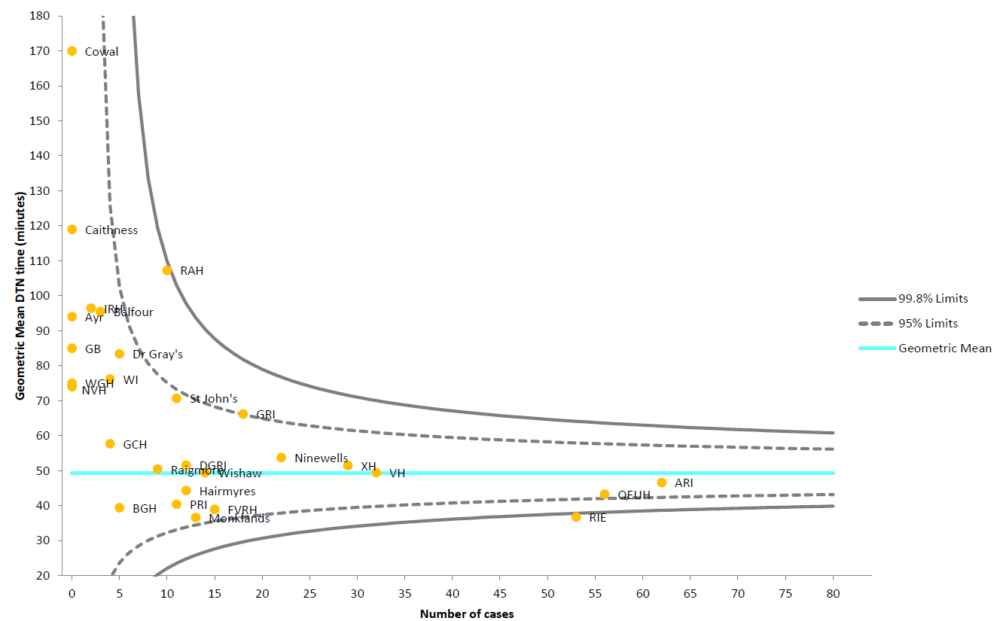 180
170
160
150
140
130
120
110
100
90
80
70
60
50
40
30
20
Geometric Mean DTN time (minutes)
Cowal
Caithness
RAH
IRH
Balfour
Ayr
GB
Dr Gray's
WI
WGH
NVH
St John's
GRI
GCH
Ninewells
DGRI
XH
Raigmore
Wishaw
VH
ARI
Hairmyres
QEUH
PRI
BGH
FVRH
Monklands
RIE
0 5 10 15 20 25 30 35 40 45 50 55 60 65 70 75 80
Number of cases
99.8% Limits
95% Limits
Geometric Mean